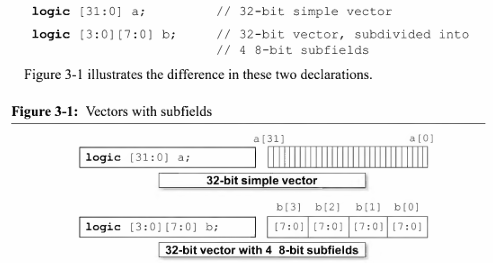 logic [31:0] a; // 32-bit simple vector
logic [3:0][7:0] b; // 32-bit vector, subdivided into
// 4 8-bit subfields
Figure 3-1 illustrates the difference in these two declarations.
Figure 3-1: Vectors with subfields
a[31] a[0]
logic [31:0] a;
32-bit simple vector
b[3] b[2] b[1] b[0]
logic [3:0][7:0] b; [7:0] [7:0] [7:0] [7:0]
32-bit vector with 4 8-bit subfields